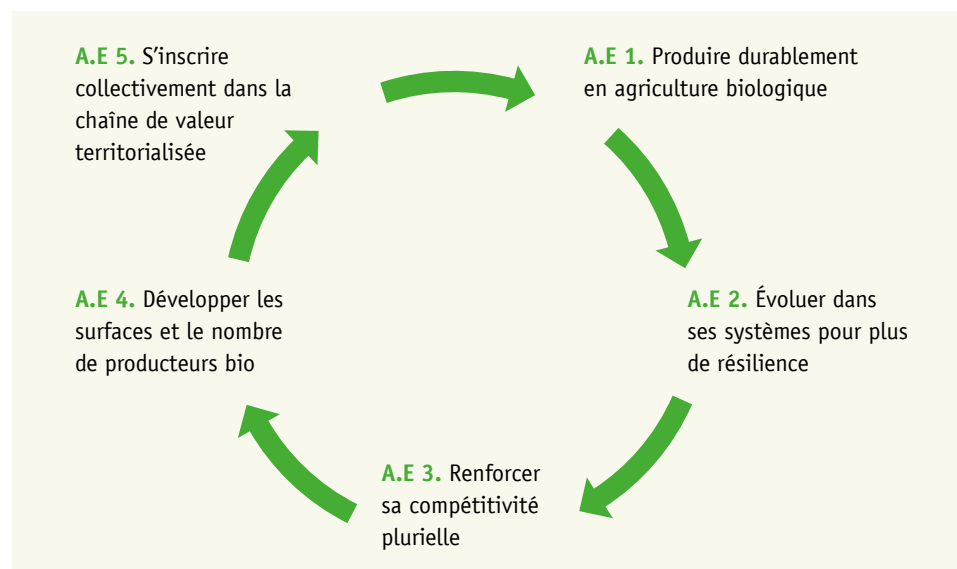 A.E 1. Produire durablement
en agriculture biologique
A.E 2. Évoluer dans
ses systèmes pour plus
de résilience
A.E 3. Renforcer
sa compétitivité
plurielle
A.E 4. Développer les
surfaces et le nombre
de producteurs bio
A.E 5. S’inscrire
collectivement dans la
chaîne de valeur
territorialisée